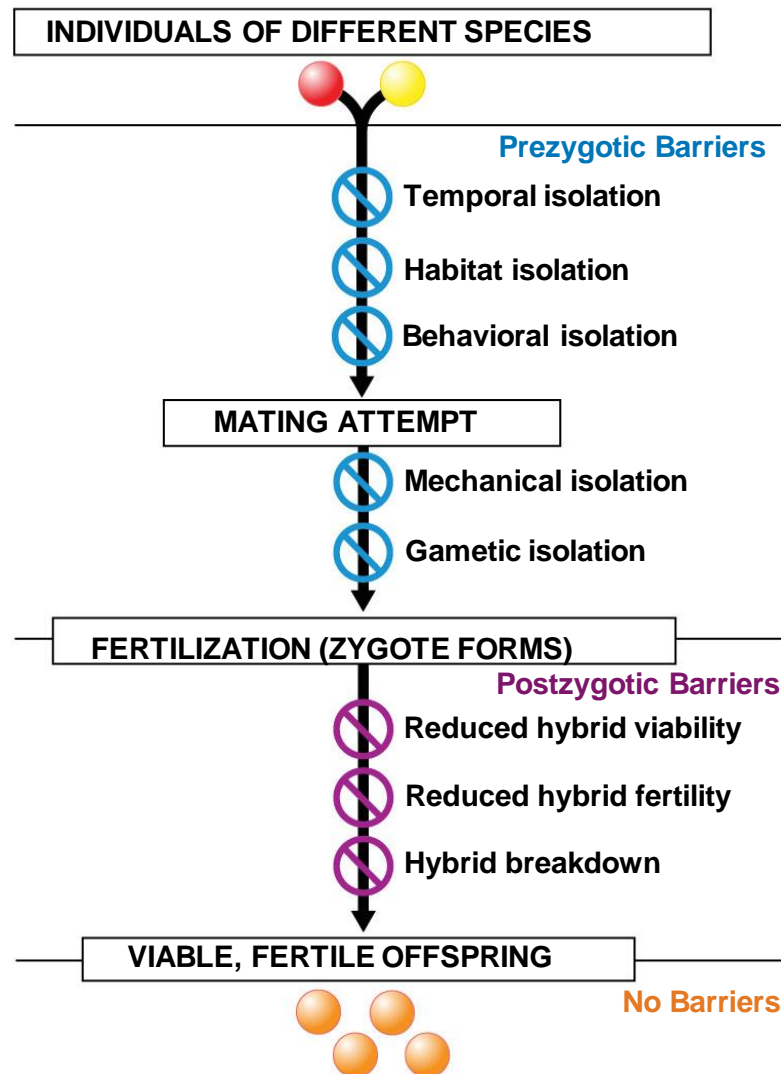 INDIVIDUALS OF DIFFERENT SPECIES
Prezygotic Barriers
Temporal isolation
Habitat isolation
Behavioral isolation
MATING ATTEMPT
Mechanical isolation
Gametic isolation
FERTILIZATION (ZYGOTE FORMS)
Postzygotic Barriers
Reduced hybrid viability
Reduced hybrid fertility
Hybrid breakdown
VIABLE, FERTILE OFFSPRING
No Barriers